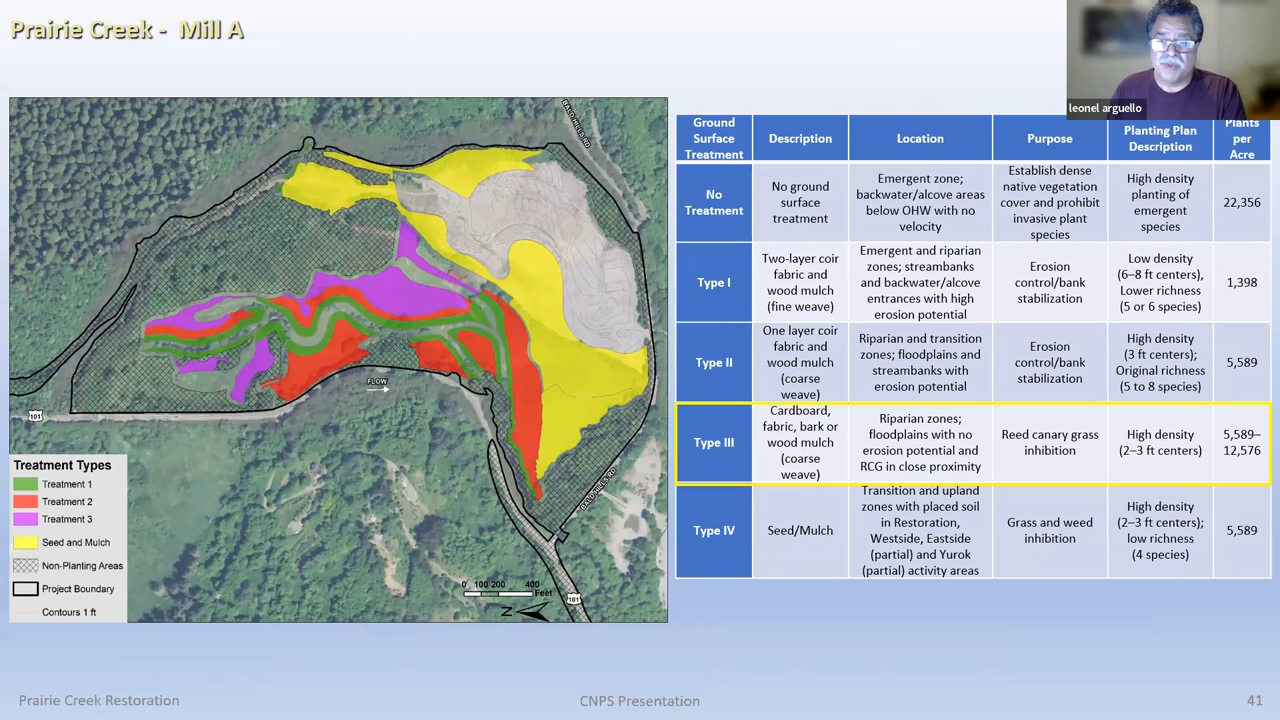 Prairie Creek - Mill A
leonel arguello
BALD HILLS RD
FLOW
101
BALD HILLS RD
Treatment Types
Treatment 1
Treatment 2
Treatment 3
Seed and Mulch
Non-Planting Areas
Project Boundary
Contours 1 ft
0 100 200 400
Feet
N
101
Ground
Surface
Treatment
Description
Location
Purpose
Planting Plan
Description
Plants
per
Acre
No
Treatment
No ground
surface
treatment
Emergent zone;
backwater/alcove areas
below OHW with no
velocity
Establish dense
native vegetation
cover and prohibit
invasive plant
species
High density
planting of
emergent
species
22,356
Type I
Two-layer coir
fabric and
wood mulch
(fine weave)
Emergent and riparian
zones; streambanks
and backwater/alcove
entrances with high
erosion potential
Erosion
control/bank
stabilization
Low density
(6–8 ft centers),
Lower richness
(5 or 6 species)
1,398
Type II
One layer coir
fabric and
wood mulch
(coarse
weave)
Riparian and transition
zones; floodplains and
streambanks with
erosion potential
Erosion
control/bank
stabilization
High density
(3 ft centers);
Original richness
(5 to 8 species)
5,589
Type III
Cardboard,
fabric, bark or
wood mulch
(coarse
weave)
Riparian zones;
floodplains with no
erosion potential and
RCG in close proximity
Reed canary grass
inhibition
High density
(2–3 ft centers)
5,589–
12,576
Type IV
Seed/Mulch
Transition and upland
zones with placed soil
in Restoration,
Westside, Eastside
(partial) and Yurok
(partial) activity areas
Grass and weed
inhibition
High density
(2–3 ft centers);
low richness
(4 species)
5,589
Prairie Creek Restoration
CNPS Presentation
41